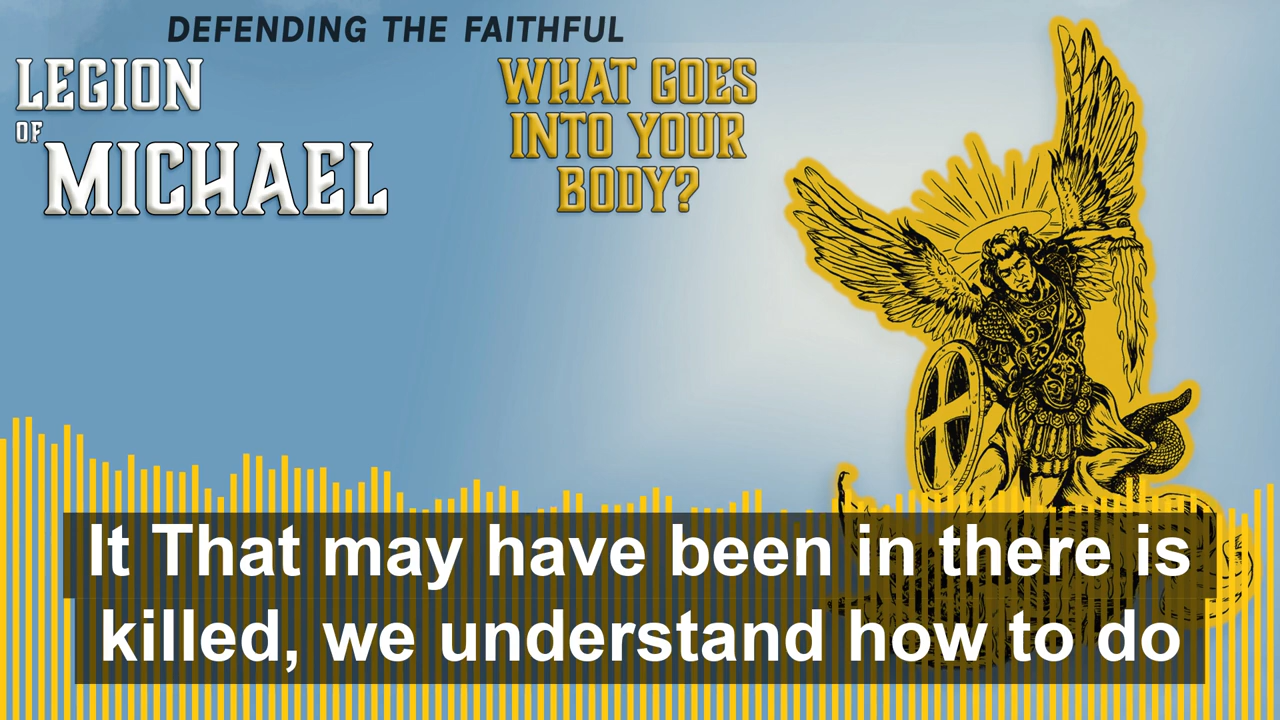 DEFENDING THE FAITHFUL
LEGION
OF
MICHAEL
WHAT GOES
INTO YOUR
BODY?
It That may have been in there is
killed, we understand how to do